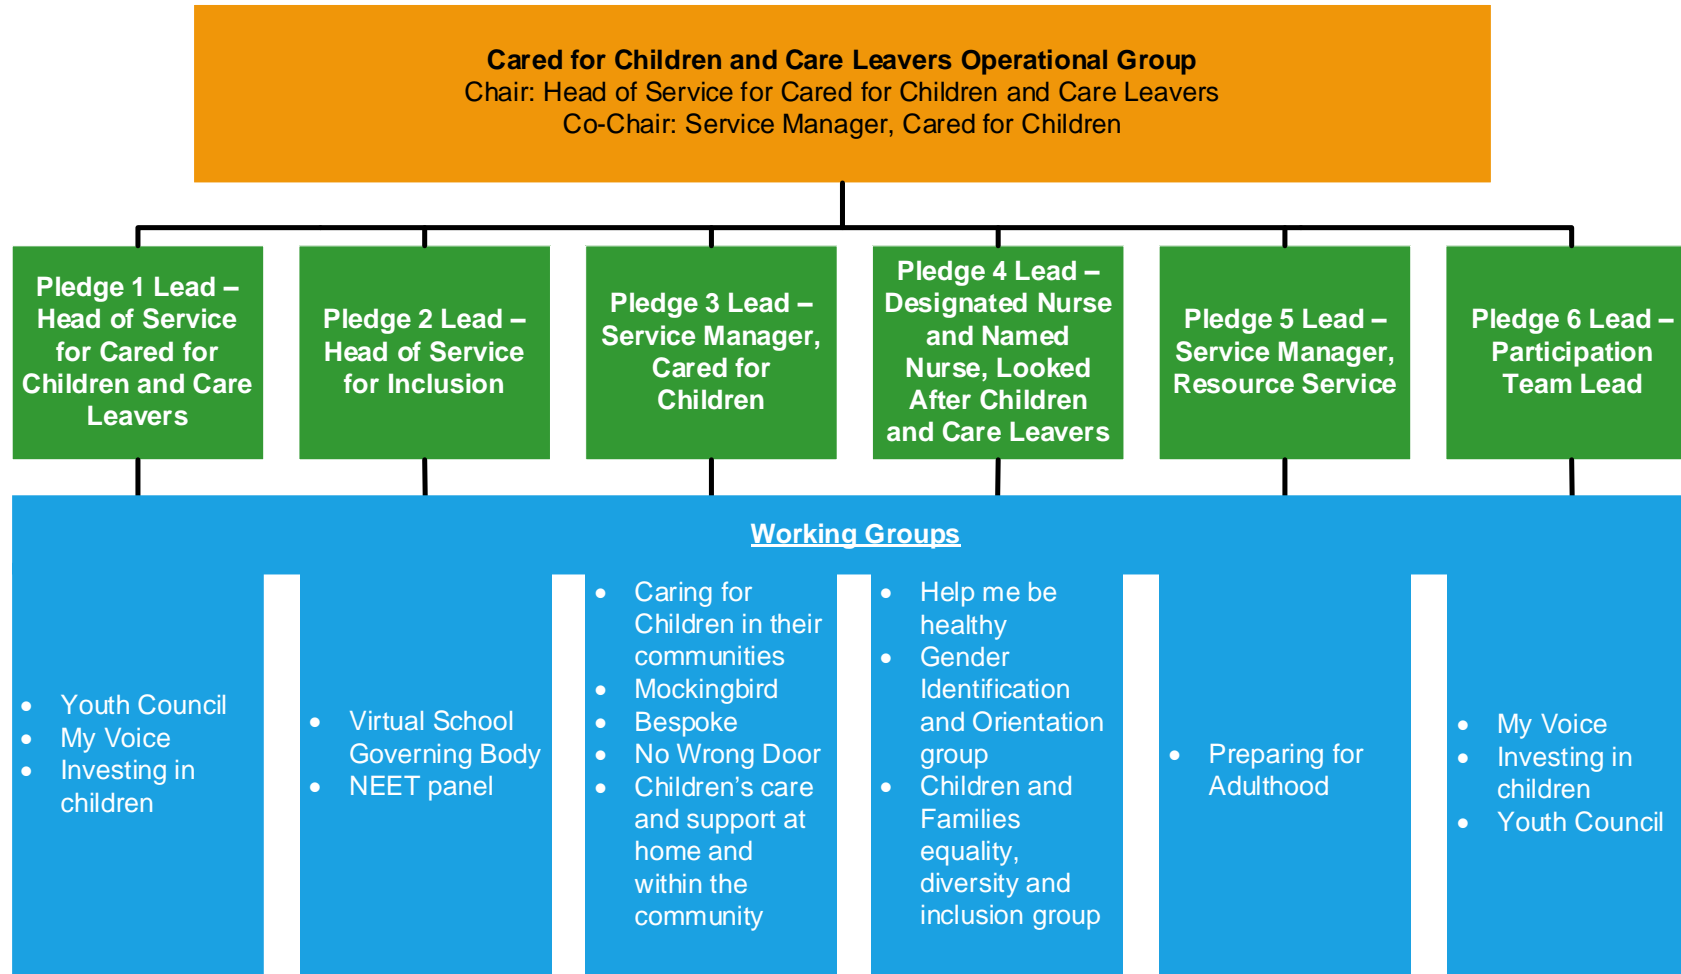 Cared for Children and Care Leavers Operational Group
Chair: Head of Service for Cared for Children and Care Leavers
Co-Chair: Service Manager, Cared for Children
Pledge 1 Lead –
Head of Service
for Cared for
Children and Care
Leavers
Pledge 2 Lead –
Head of Service
for Inclusion
Pledge 3 Lead –
Service Manager,
Cared for
Children
Pledge 4 Lead –
Designated Nurse
and Named
Nurse, Looked
After Children
and Care Leavers
Pledge 5 Lead –
Service Manager,
Resource Service
Pledge 6 Lead –
Participation
Team Lead
Working Groups
• Youth Council
• My Voice
• Investing in
children
• Virtual School
Governing Body
• NEET panel
• Caring for
Children in their
communities
• Mockingbird
• Bespoke
• No Wrong Door
• Children’s care
and support at
home and
within the
community
• Help me be
healthy
• Gender
Identification
and Orientation
group
• Children and
Families
equality,
diversity and
inclusion group
• Preparing for
Adulthood
• My Voice
• Investing in
children
• Youth Council